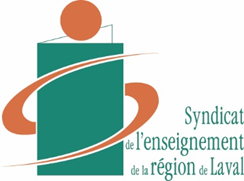 Syndicat
de l'enseignement
de la région de Laval